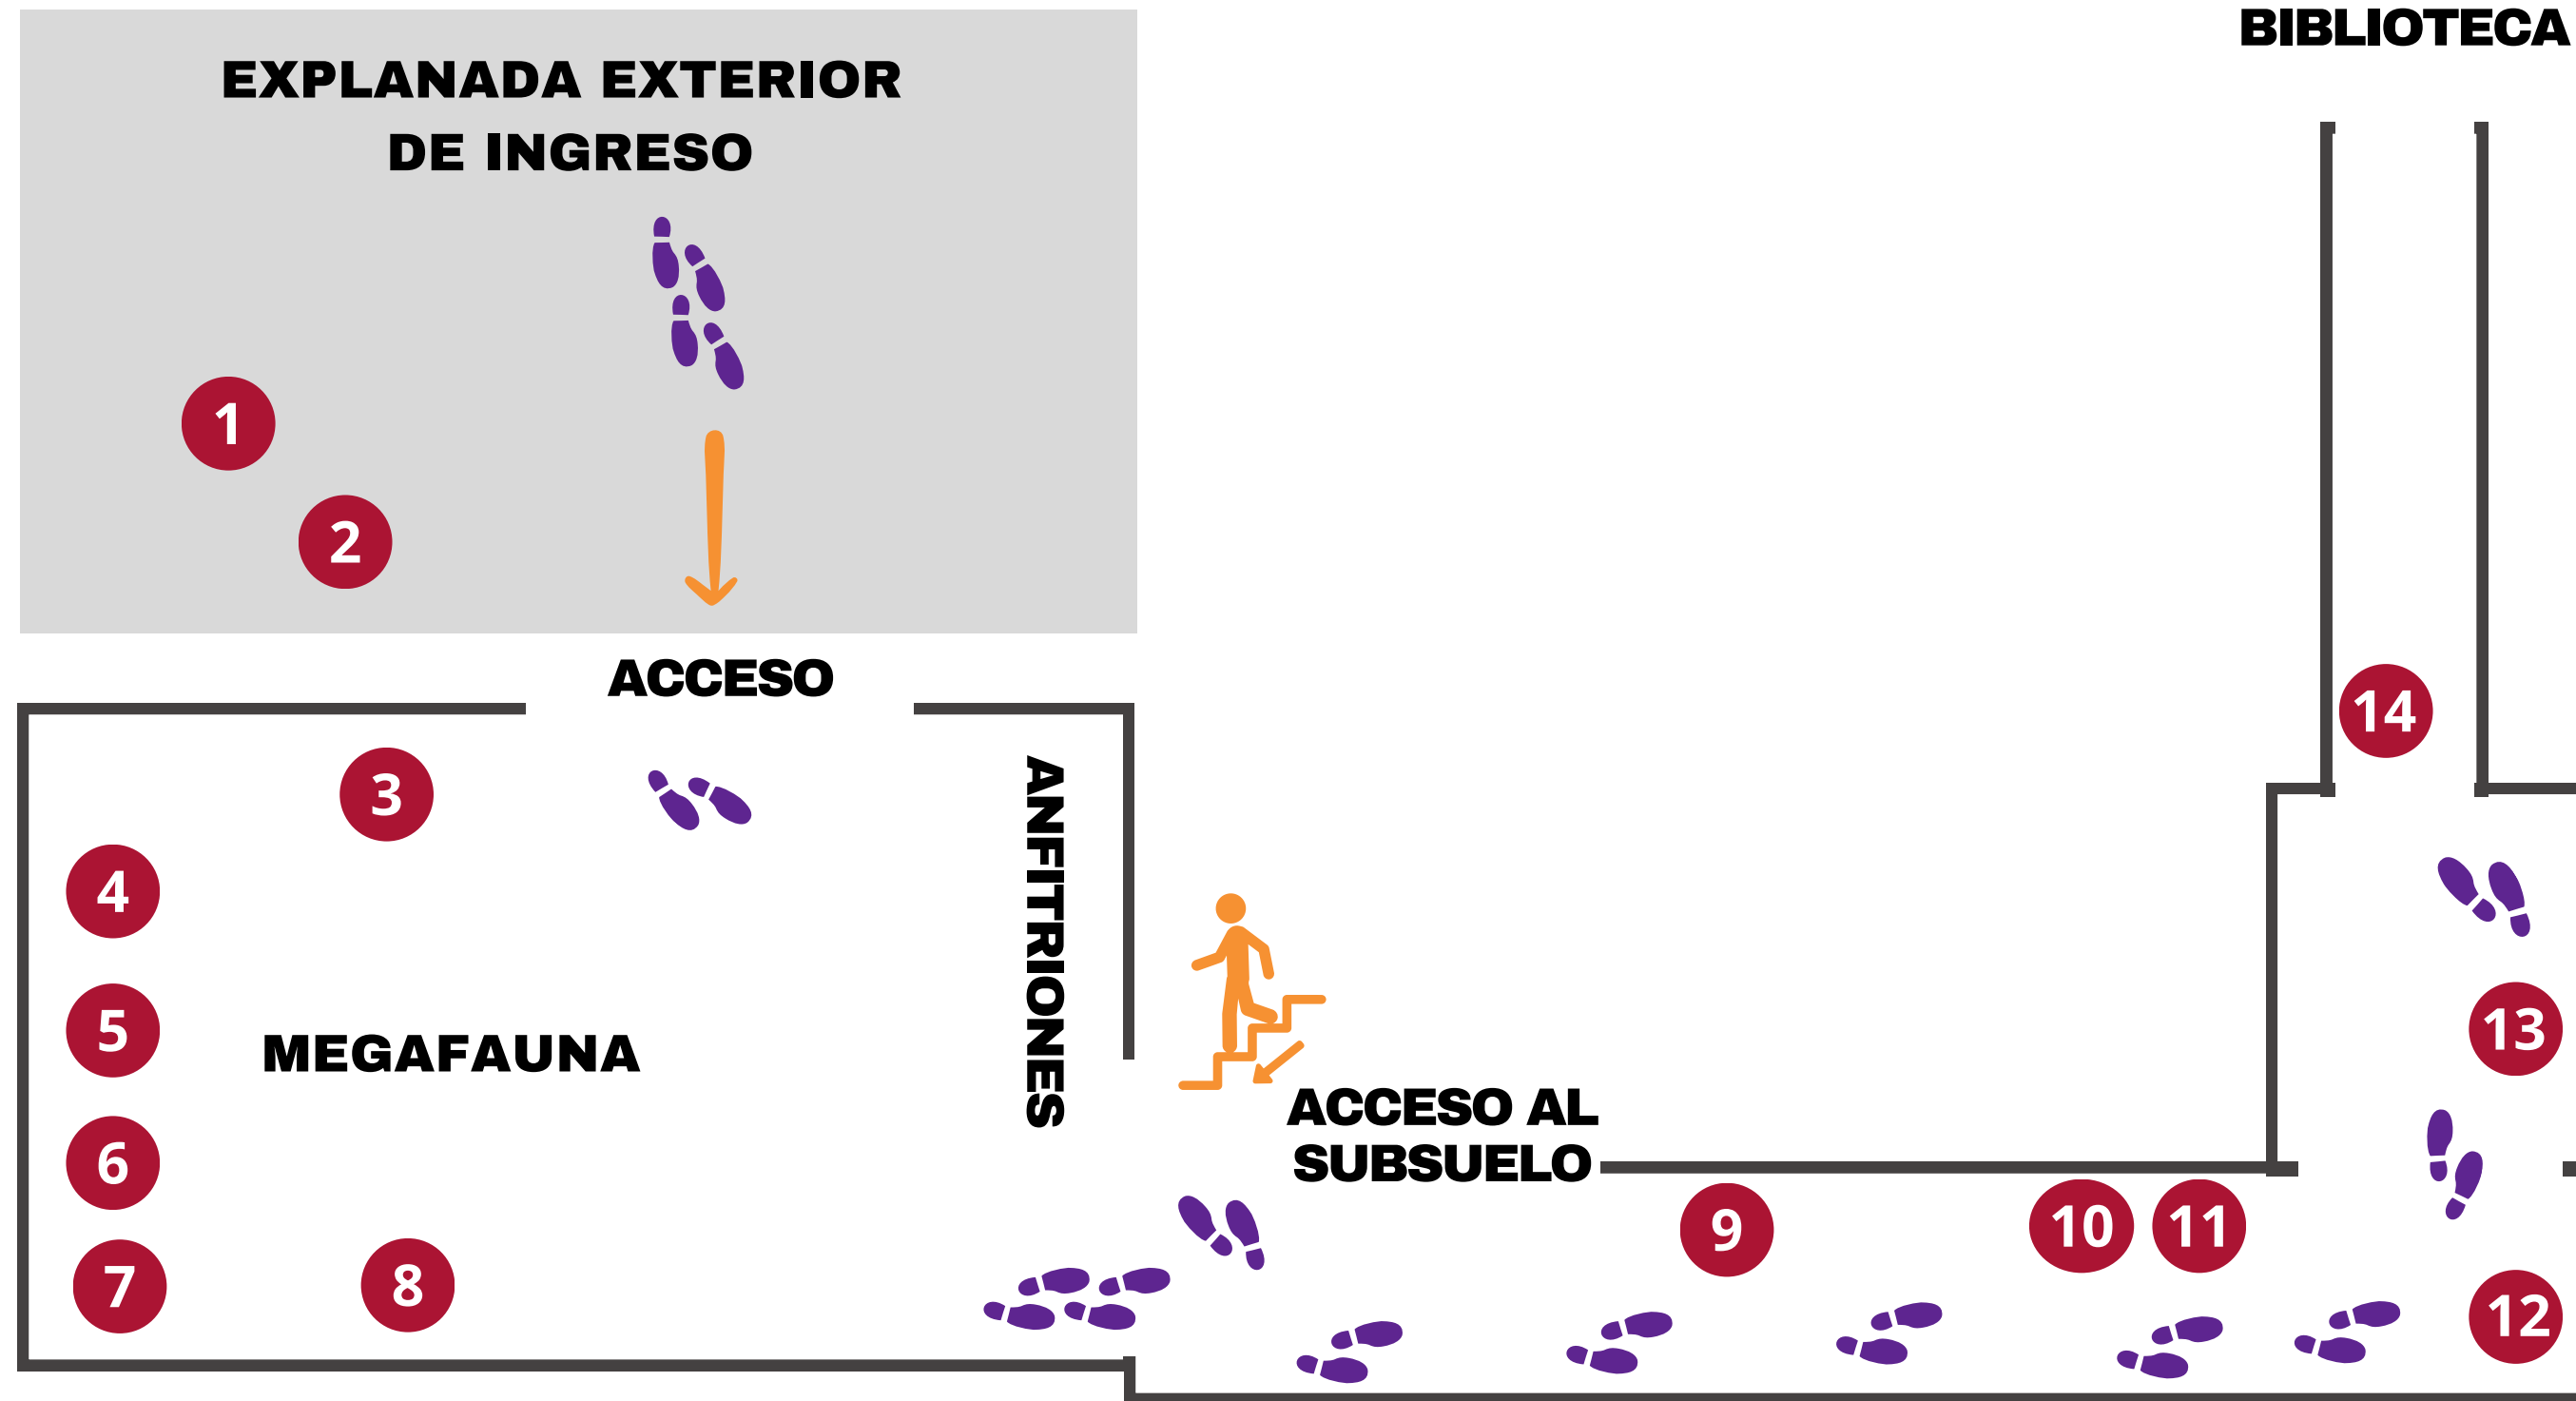 BIBLIOTECA
EXPLANADA EXTERIOR
DE INGRESO
1
2
ACCESO
3
4
5
MEGAFAUNA
6
7
8
ANFITRIONES
ACCESO AL
SUBSUELO
9
10
11
12
13
14